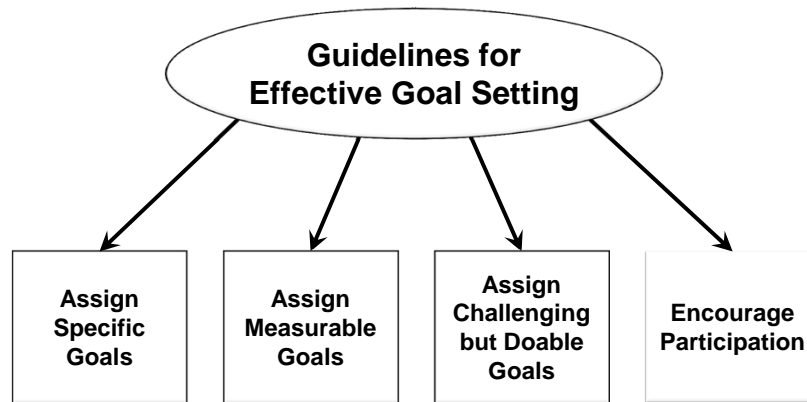 Guidelines for
Effective Goal Setting
Assign
Specific
Goals
Assign
Measurable
Goals
Assign
Challenging
but Doable
Goals
Encourage
Participation